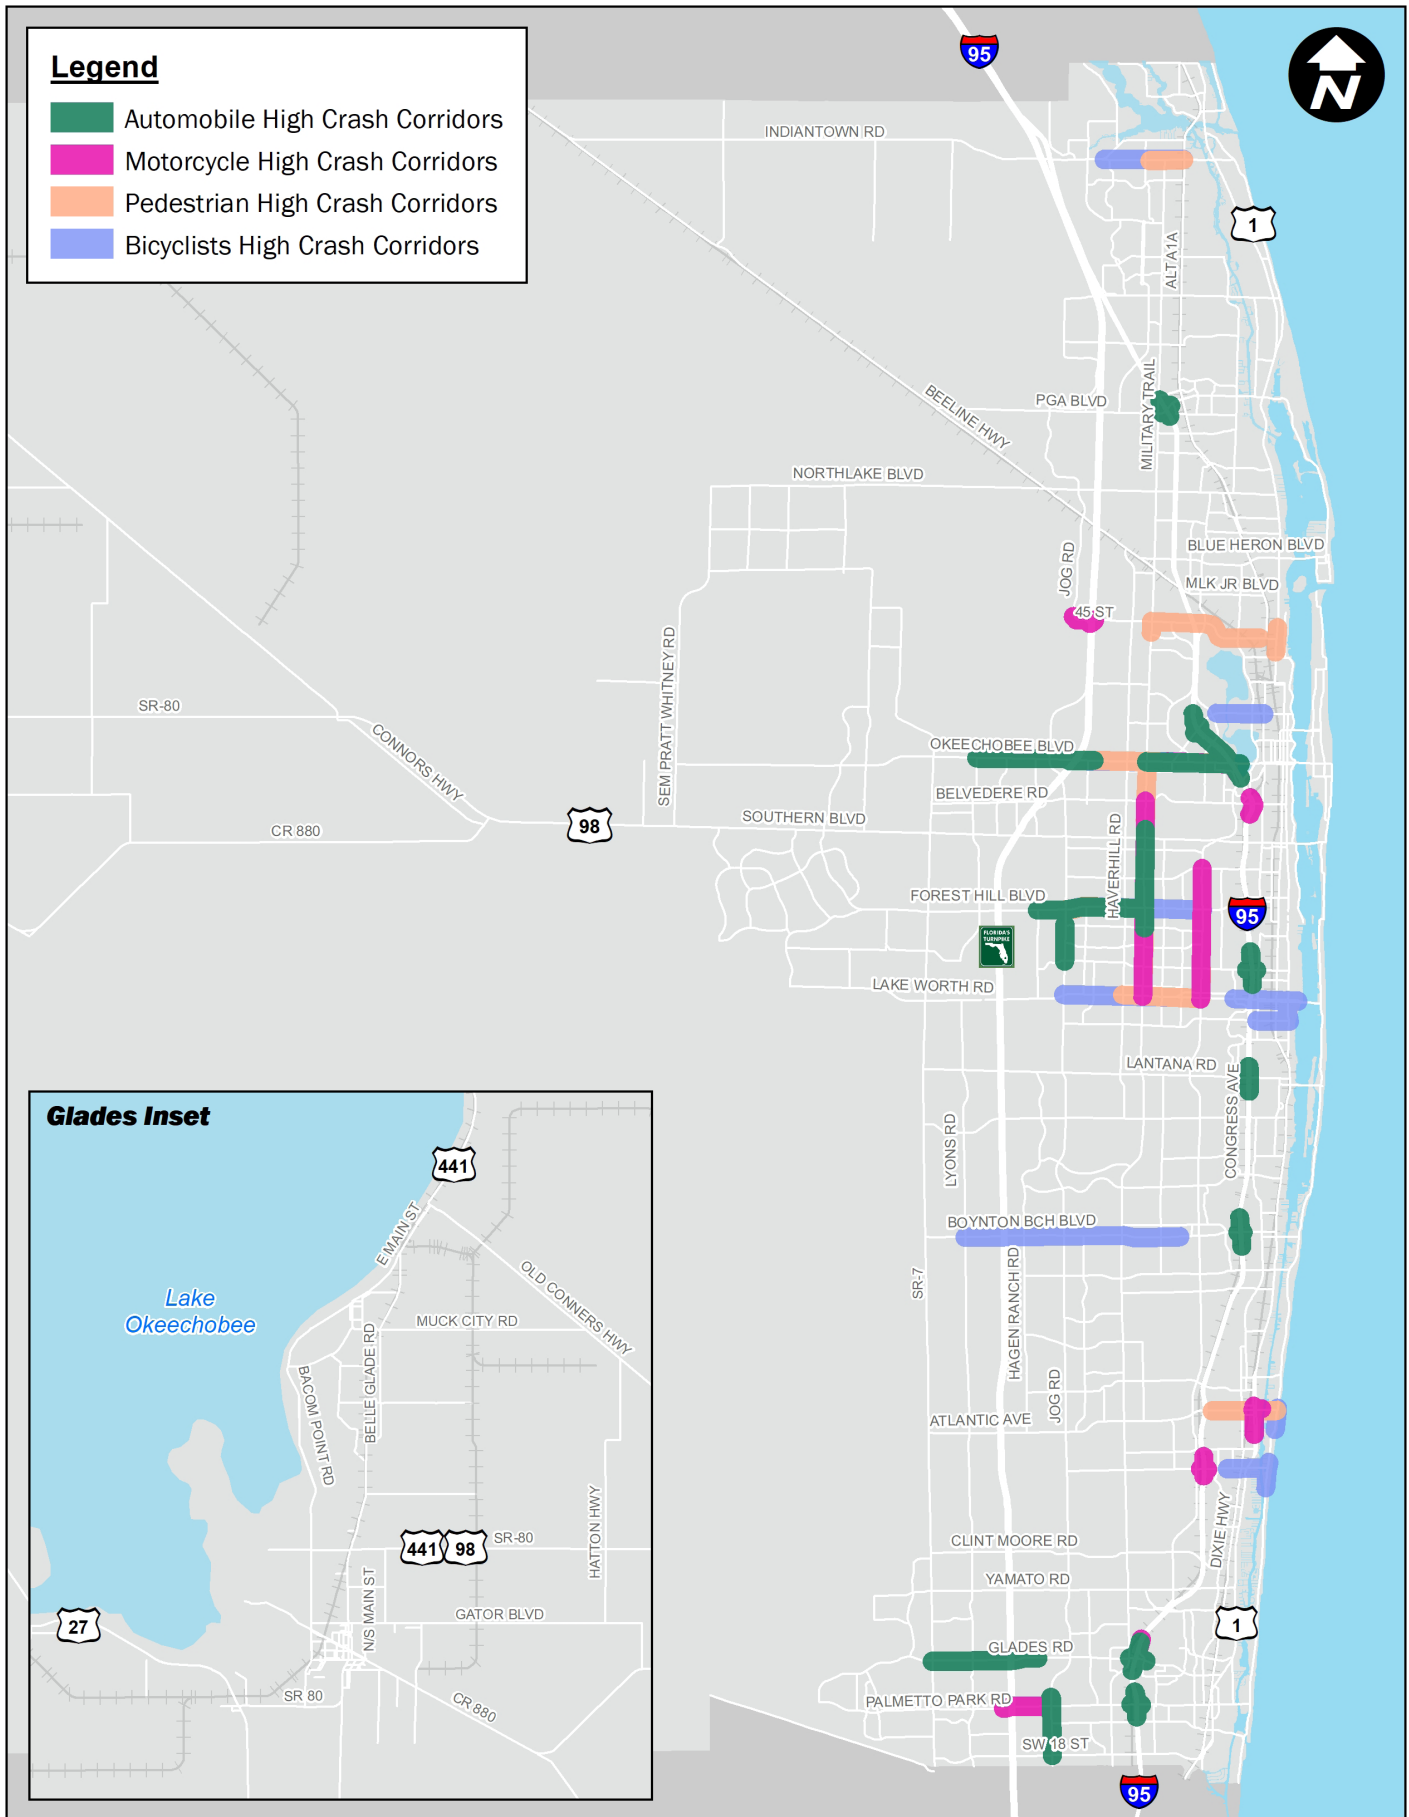 Legend
Automobile High Crash Corridors
Motorcycle High Crash Corridors
Pedestrian High Crash Corridors
Bicyclists High Crash Corridors
95
N
INDIANTOWN RD
1
ALT A1A
PGA BLVD
MILITARY TRAIL
BEELINE HWY
NORTHLAKE BLVD
BLUE HERON BLVD
JOG RD
MLK JR BLVD
45 ST
SEM PRATT WHITNEY RD
SR-80
CONNORS HWY
OKEECHOBEE BLVD
BELVEDERE RD
SOUTHERN BLVD
98
CR 880
HAVERHILL RD
FOREST HILL BLVD
95
FLORIDA'S
TURNPIKE
LAKE WORTH RD
LANTANA RD
CONGRESS AVE
LYONS RD
BOYNTON BCH BLVD
SR-7
HAGEN RANCH RD
JOG RD
ATLANTIC AVE
DIXIE HWY
CLINT MOORE RD
YAMATO RD
1
GLADES RD
PALMETTO PARK RD
SW 18 ST
95
Glades Inset
441
E MAIN ST
Lake
Okeechobee
OLD CONNERS HWY
MUCK CITY RD
BELLE GLADE RD
BACOM POINT RD
HATTON HWY
441
98
SR-80
N/S MAIN ST
GATOR BLVD
27
SR 80
CR 880